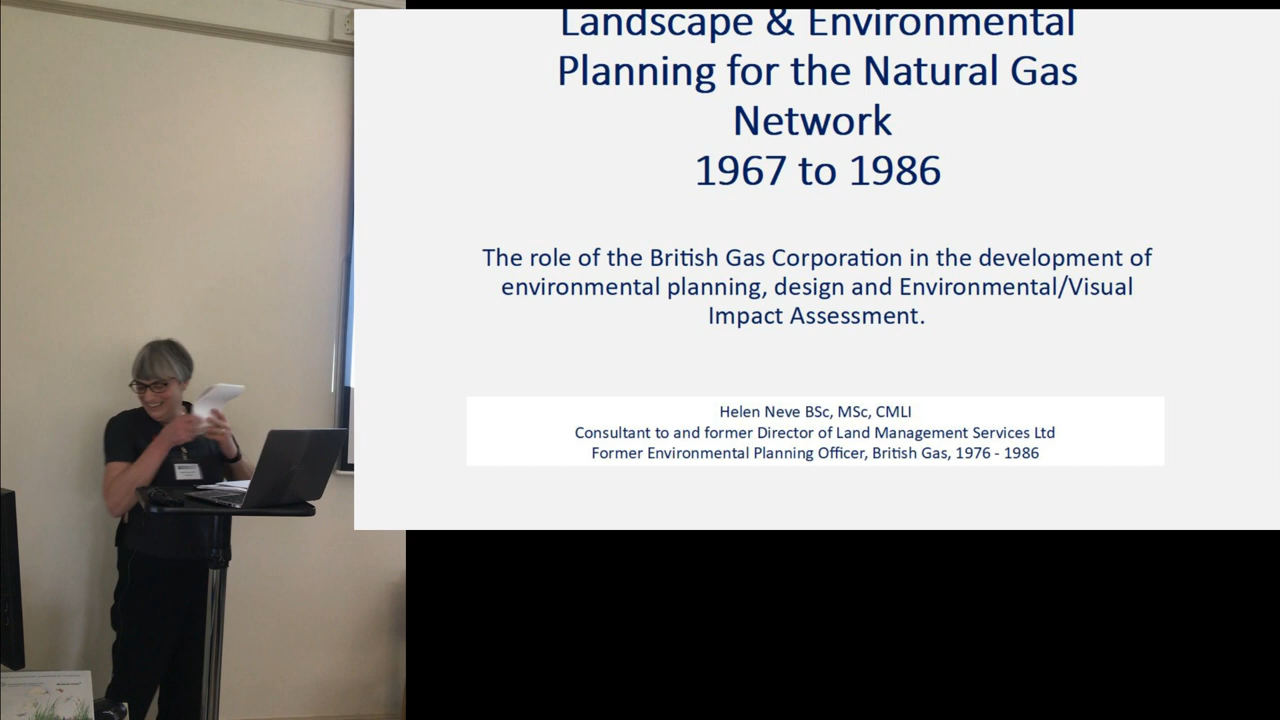 Landscape & Environmental
Planning for the Natural Gas
Network
1967 to 1986
The role of the British Gas Corporation in the development of
environmental planning, design and Environmental/Visual
Impact Assessment.
Helen Neve BSc, MSc, CMLI
Consultant to and former Director of Land Management Services Ltd
Former Environmental Planning Officer, British Gas, 1976 - 1986